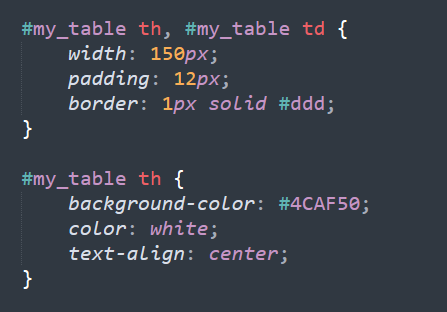 #my_table th, #my_table td {
    width: 150px;
    padding: 12px;
    border: 1px solid #ddd;
}

#my_table th {
    background-color: #4CAF50;
    color: white;
    text-align: center;
}